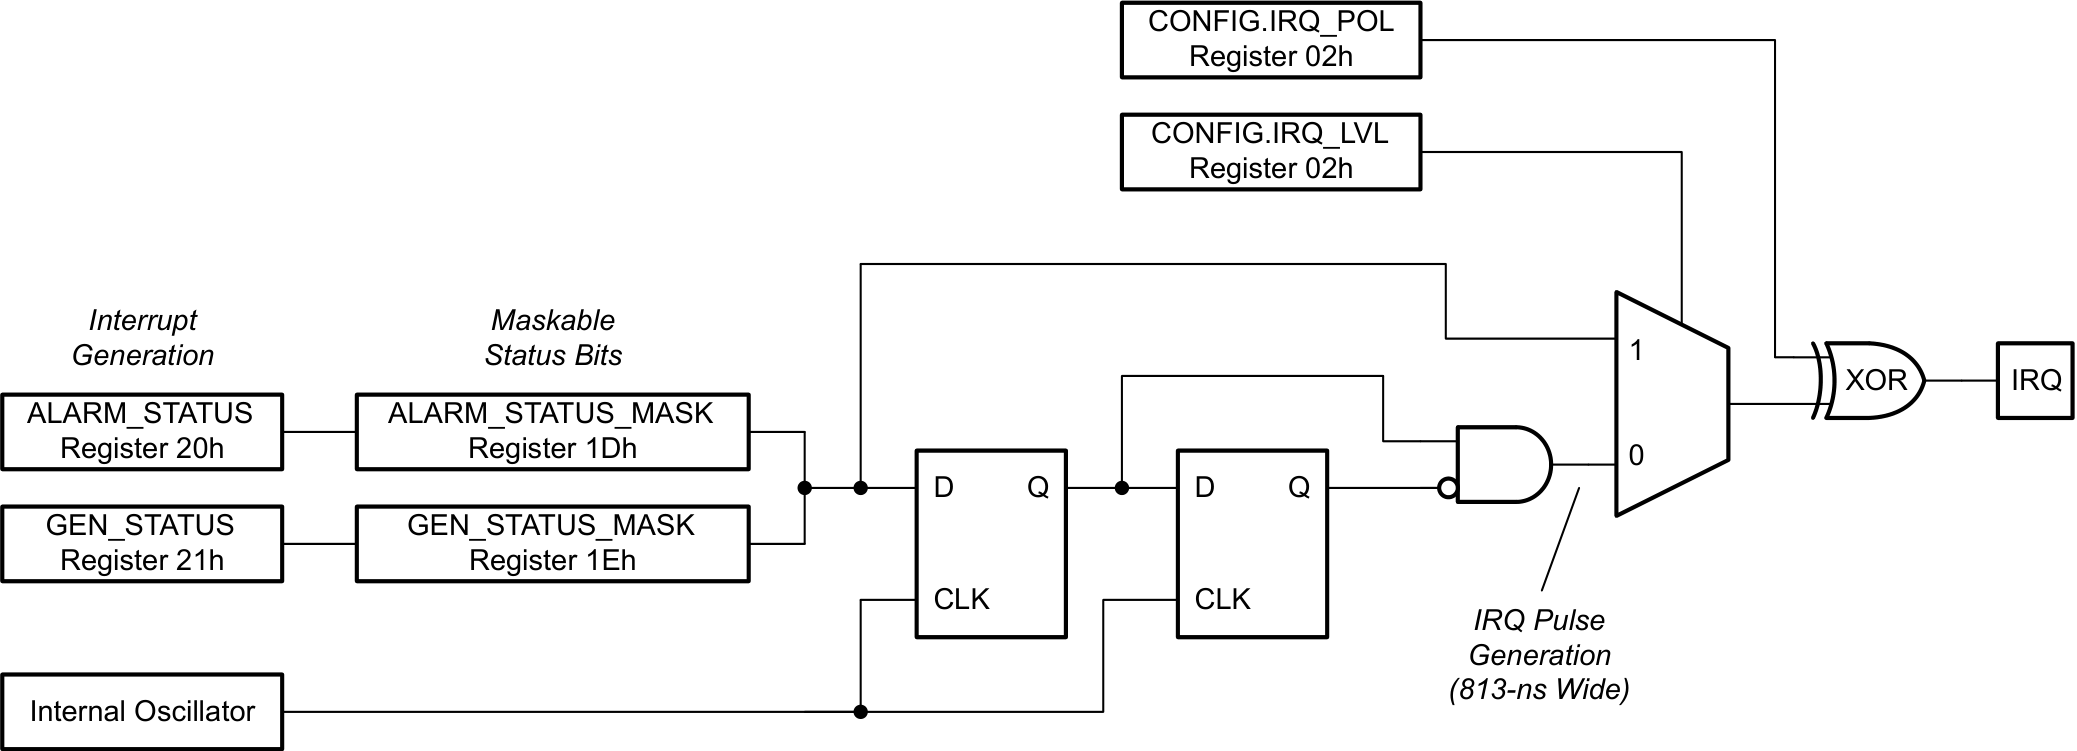 CONFIG.IRQ_POL
Register 02h
CONFIG.IRQ_LVL
Register 02h
Interrupt
Generation
Maskable
Status Bits
ALARM_STATUS
Register 20h
ALARM_STATUS_MASK
Register 1Dh
GEN_STATUS
Register 21h
GEN_STATUS_MASK
Register 1Eh
Internal Oscillator
D Q
CLK
D Q
CLK
1
0
XOR
IRQ
IRQ Pulse
Generation
(813-ns Wide)